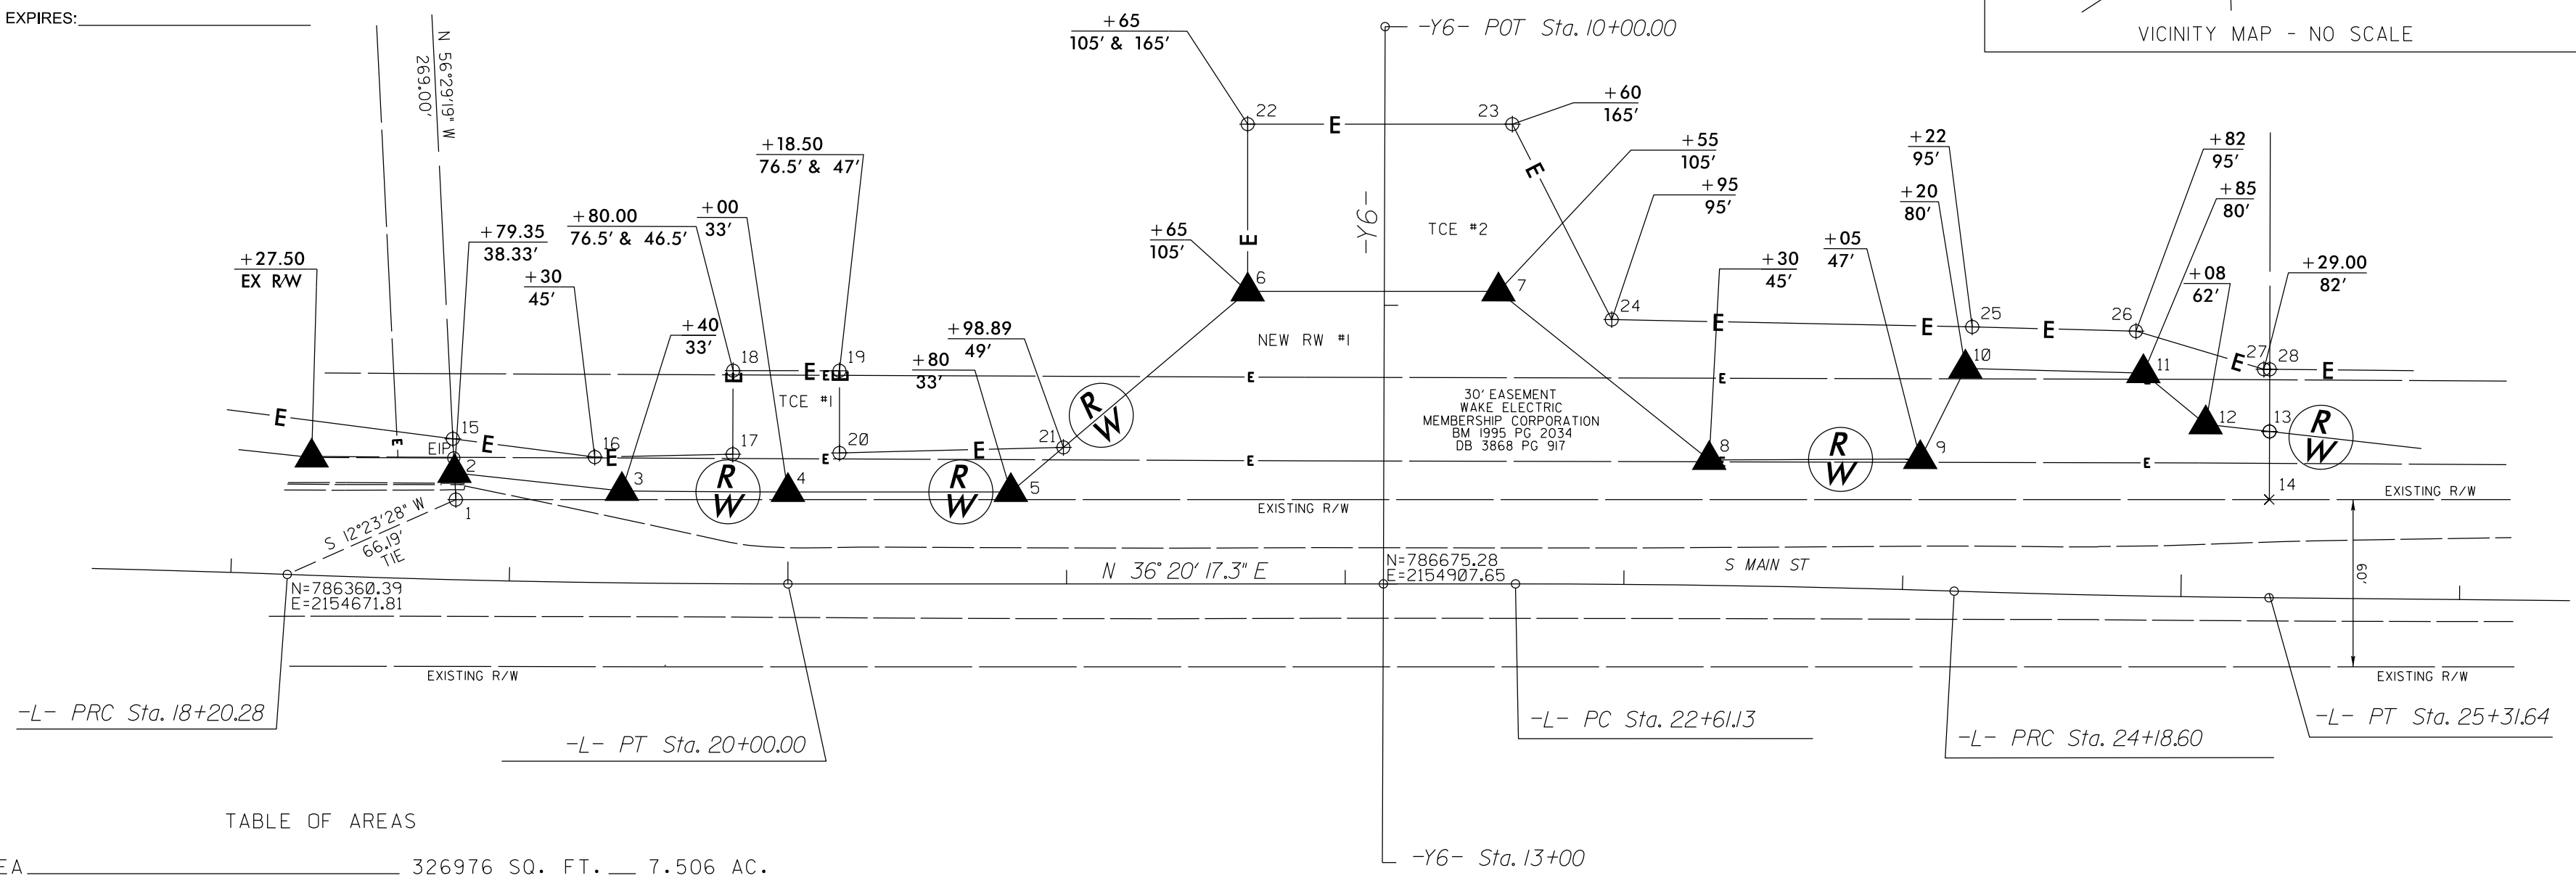 EXPIRES:
VICINITY MAP - NO SCALE
N 56°29'19" W
269.00'
+65
105' & 165'
-Y6- POT Sta. 10+00.00
22
23
+60
165'
+18.50
76.5' & 47'
+55
105'
+22
95'
+82
95'
+95
95'
+20
80'
+85
80'
+80.00
76.5' & 46.5'
+00
33'
+79.35
38.33'
+65
105'
-Y6-
TCE #2
+05
47'
+27.50
EX R/W
+30
45'
+30
45'
+08
62'
+29.00
82'
E
E
E
E
6
7
24
25
26
+40
33'
+98.89
49'
+80
33'
NEW RW #1
18
19
10
11
27
28
E
E
E
E
E
E
E
E
E
E
E
TCE #1
30' EASEMENT
WAKE ELECTRIC
MEMBERSHIP CORPORATION
BM 1995 PG 2034
DB 3868 PG 917
R
W
12
13
R
W
E
15
E
16
E
E
EIP
17
20
E
E
21
E
8
E
R
W
9
E
2
3
R
W
4
R
W
5
1
14
EXISTING R/W
EXISTING R/W
S 12°23'28" W
66.19'
TIE
N=786360.39
E=2154671.81
N 36° 20' 17.3" E
N=786675.28
E=2154907.65
S MAIN ST
60'
EXISTING R/W
EXISTING R/W
-L- PRC Sta. 18+20.28
-L- PT Sta. 20+00.00
-L- PC Sta. 22+61.13
-L- PRC Sta. 24+18.60
-L- PT Sta. 25+31.64
TABLE OF AREAS
-Y6- Sta. 13+00
EA 326976 SQ. FT. 7.506 AC.